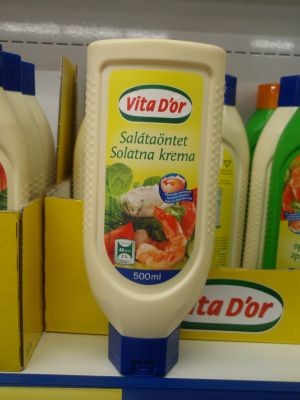 Vita D'or
Salátaöntet
Solatna krema
500ml
Vita D'or